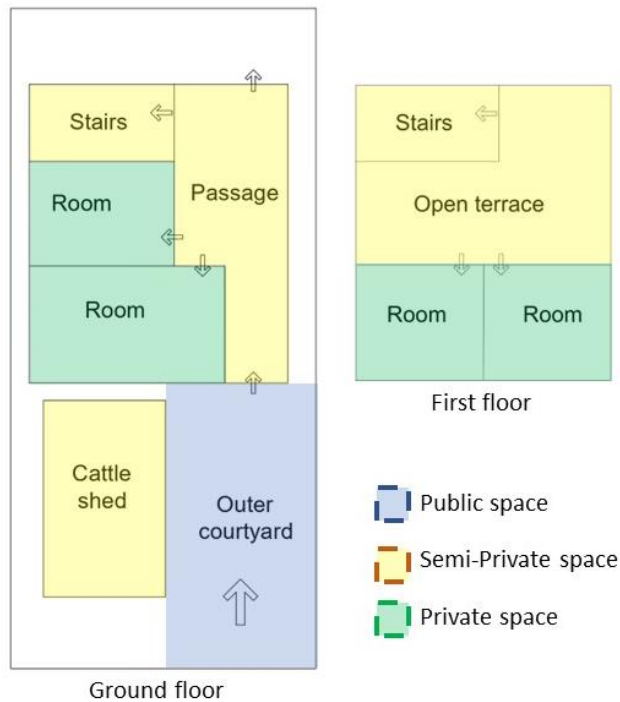 Stairs
Passage
Room
Room
Cattle
shed
Outer
courtyard
Ground floor
Stairs
Open terrace
Room
Room
First floor
Public space
Semi-Private space
Private space